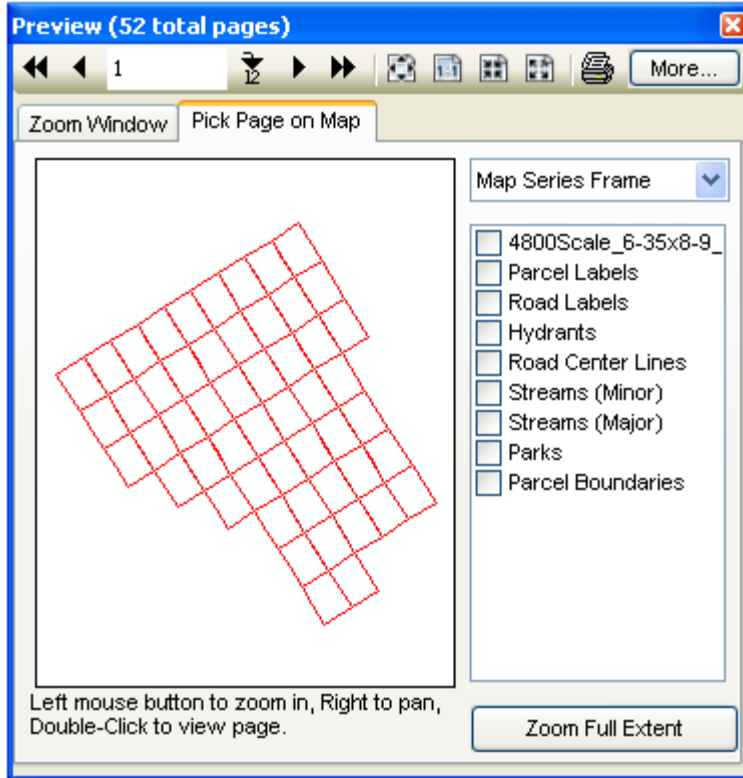 Preview (52 total pages)
1
12
1:1
More...
Zoom Window
Pick Page on Map
Map Series Frame
4800Scale_6-35x8-9_
Parcel Labels
Road Labels
Hydrants
Road Center Lines
Streams (Minor)
Streams (Major)
Parks
Parcel Boundaries
Left mouse button to zoom in, Right to pan,
Double-Click to view page.
Zoom Full Extent